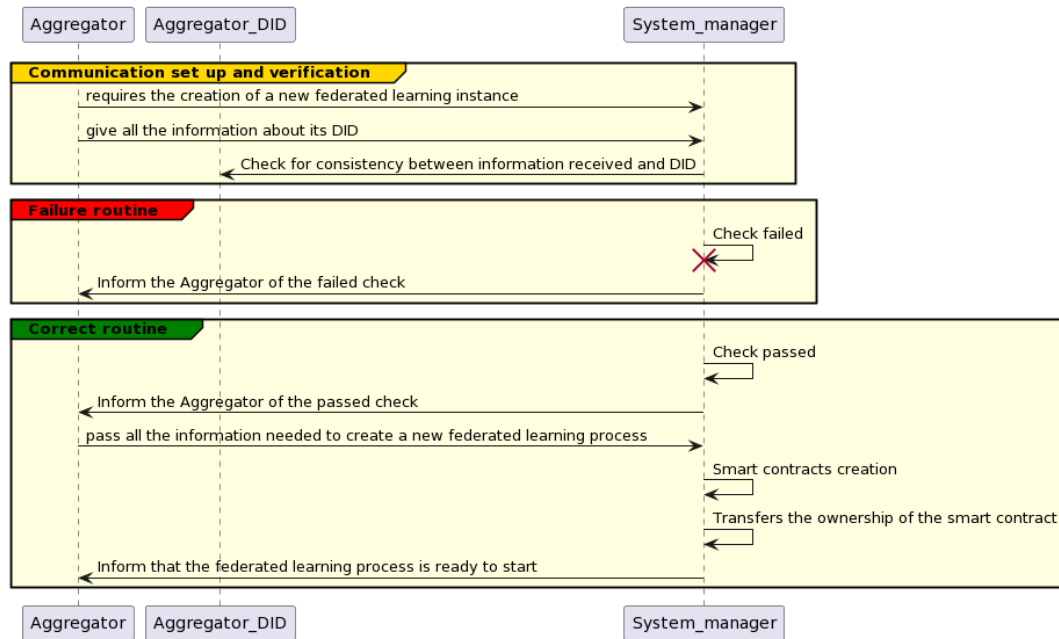 Aggregator
Aggregator_DID
System_manager
Communication set up and verification
requires the creation of a new federated learning instance
give all the information about its DID
Check for consistency between information received and DID
Failure routine
Check failed
Inform the Aggregator of the failed check
Correct routine
Check passed
Inform the Aggregator of the passed check
pass all the information needed to create a new federated learning process
Smart contracts creation
Transfers the ownership of the smart contract
Inform that the federated learning process is ready to start
Aggregator
Aggregator_DID
System_manager